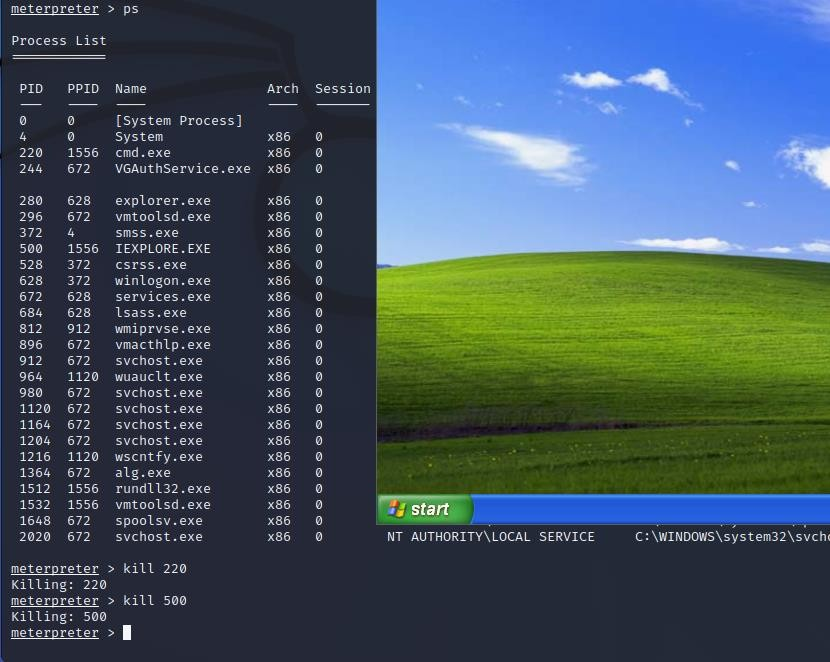 meterpreter > ps
Process List
PID PPID Name Arch Session
0 0 [System Process]
4 0 System x86 0
220 1556 cmd.exe x86 0
244 672 VGAuthService.exe x86 0
280 628 explorer.exe x86 0
296 672 vmtoolsd.exe x86 0
372 4 smss.exe x86 0
500 1556 IEXPLORE.EXE x86 0
528 372 csrss.exe x86 0
628 372 winlogon.exe x86 0
672 628 services.exe x86 0
684 628 lsass.exe x86 0
812 912 wmiprvse.exe x86 0
896 672 vmacthlp.exe x86 0
912 672 svchost.exe x86 0
964 1120 wuauclt.exe x86 0
980 672 svchost.exe x86 0
1120 672 svchost.exe x86 0
1164 672 svchost.exe x86 0
1204 672 svchost.exe x86 0
1216 1120 wscntfy.exe x86 0
1364 672 alg.exe x86 0
1512 1556 rundll32.exe x86 0
1532 1556 vmtoolsd.exe x86 0
1648 672 spoolsv.exe x86 0
start
2020 672 svchost.exe x86 0 NT AUTHORITY\LOCAL SERVICE C:\WINDOWS\system32\svcho
meterpreter > kill 220
Killing: 220
meterpreter > kill 500
Killing: 500
meterpreter >